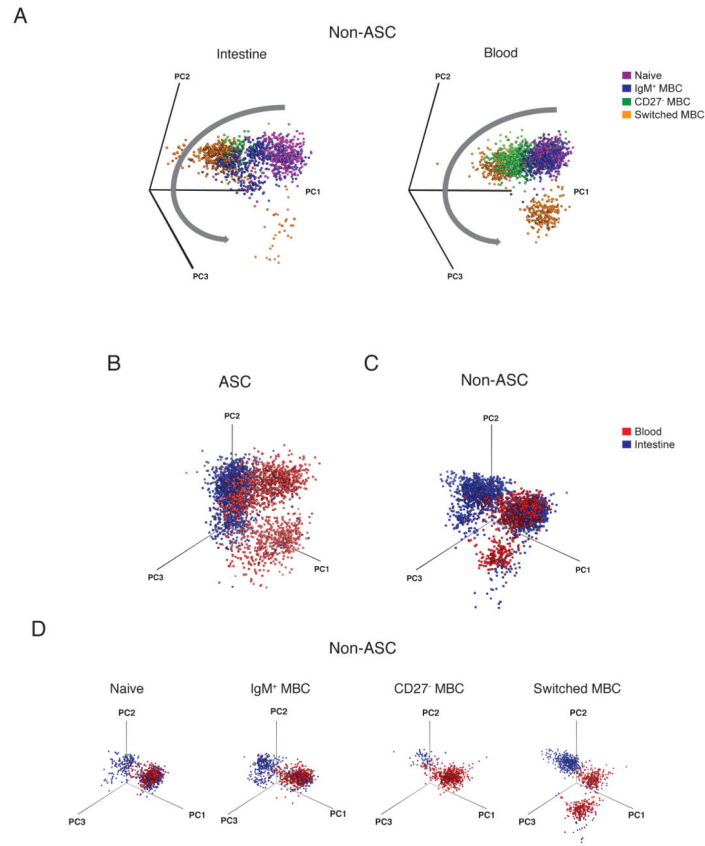 A
Non-ASC
Intestine
Blood
PC2
PC1
PC3
PC2
PC1
PC3
Naive
IgM⁺ MBC
CD27⁻ MBC
Switched MBC
B
ASC
PC2
PC3
PC1
C
Non-ASC
PC2
PC3
PC1
Blood
Intestine
D
Non-ASC
Naive
IgM⁺ MBC
CD27⁻ MBC
Switched MBC
PC2
PC3
PC1
PC2
PC3
PC1
PC2
PC3
PC1
PC2
PC3
PC1